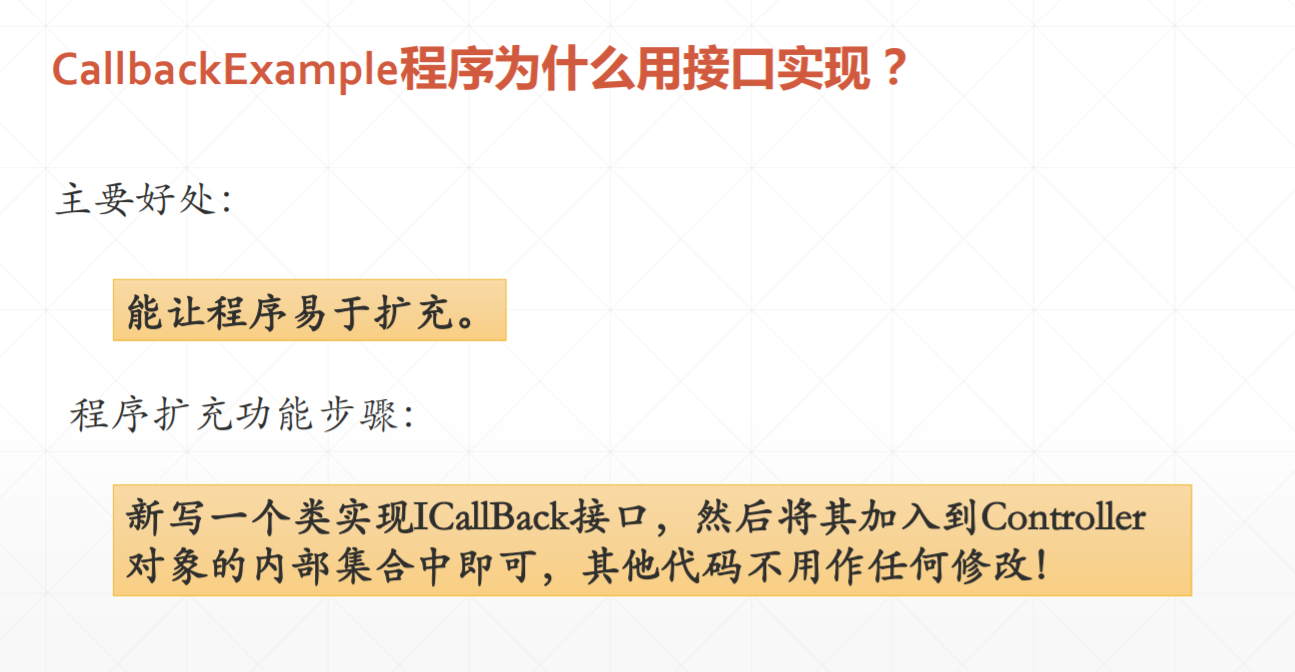 CallbackExample程序为什么用接口实现？
主要好处：
能让程序易于扩充。
程序扩充功能步骤：
新写一个类实现ICallBack接口，然后将其加入到Controller
对象的内部集合中即可，其他代码不用作任何修改！